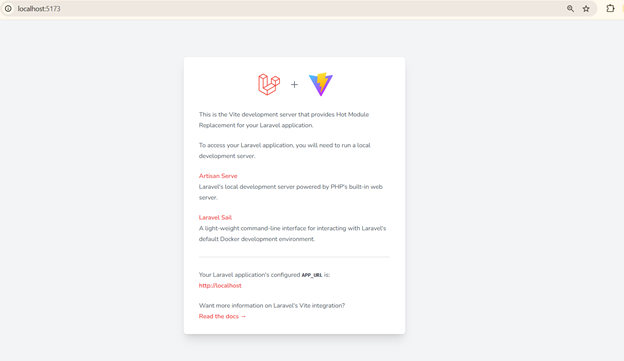 localhost:5173
This is the Vite development server that provides Hot Module
Replacement for your Laravel application.
To access your Laravel application, you will need to run a local
development server.
Artisan Serve
Laravel's local development server powered by PHP's built-in web
server.
Laravel Sail
A light-weight command-line interface for interacting with Laravel's
default Docker development environment.
Your Laravel application's configured APP_URL is:
http://localhost
Want more information on Laravel's Vite integration?
Read the docs →